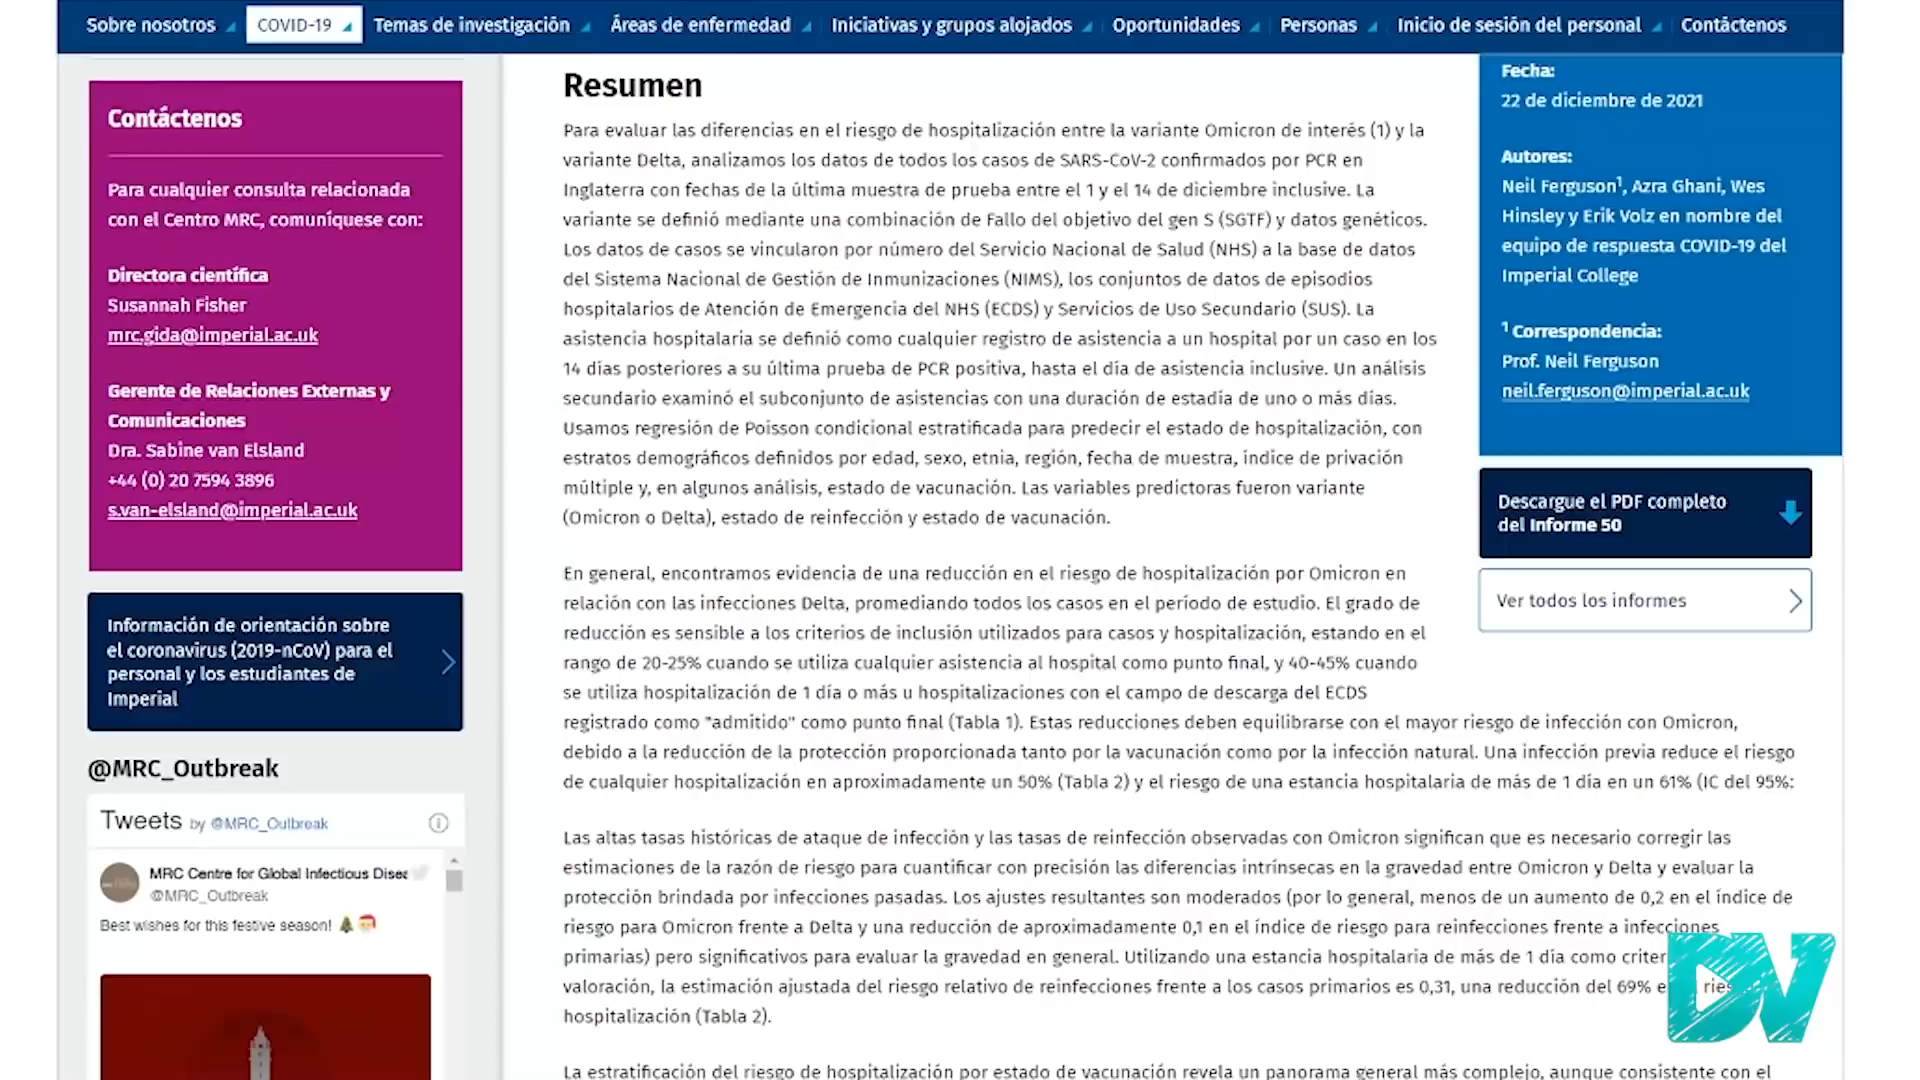 Sobre nosotros COVID-19 Temas de investigación Áreas de enfermedad Iniciativas y grupos alojados Oportunidades Personas Inicio de sesión del personal Contáctenos
Contáctenos
Para cualquier consulta relacionada
con el Centro MRC, comuníquese con:
Directora científica
Susannah Fisher
mrc.gida@imperial.ac.uk
Gerente de Relaciones Externas y
Comunicaciones
Dra. Sabine van Elsland
+44 (0) 20 7594 3896
s.van-elsland@imperial.ac.uk
Información de orientación sobre
el coronavirus (2019-nCoV) para el
personal y los estudiantes de
Imperial
@MRC_Outbreak
Tweets by @MRC_Outbreak
MRC Centre for Global Infectious Disea
@MRC_Outbreak
Best wishes for this festive season! 🎄🎅
Resumen
Para evaluar las diferencias en el riesgo de hospitalización entre la variante Omicron de interés (1) y la
variante Delta, analizamos los datos de todos los casos de SARS-CoV-2 confirmados por PCR en
Inglaterra con fechas de la última muestra de prueba entre el 1 y el 14 de diciembre inclusive. La
variante se definió mediante una combinación de Fallo del objetivo del gen S (SGTF) y datos genéticos.
Los datos de casos se vincularon por número del Servicio Nacional de Salud (NHS) a la base de datos
del Sistema Nacional de Gestión de Inmunizaciones (NIMS), los conjuntos de datos de episodios
hospitalarios de Atención de Emergencia del NHS (ECDS) y Servicios de Uso Secundario (SUS). La
asistencia hospitalaria se definió como cualquier registro de asistencia a un hospital por un caso en los
14 días posteriores a su última prueba de PCR positiva, hasta el día de asistencia inclusive. Un análisis
secundario examinó el subconjunto de asistencias con una duración de estadía de uno o más días.
Usamos regresión de Poisson condicional estratificada para predecir el estado de hospitalización, con
estratos demográficos definidos por edad, sexo, etnia, región, fecha de muestra, índice de privación
múltiple y, en algunos análisis, estado de vacunación. Las variables predictoras fueron variante
(Omicron o Delta), estado de reinfección y estado de vacunación.
En general, encontramos evidencia de una reducción en el riesgo de hospitalización por Omicron en
relación con las infecciones Delta, promediando todos los casos en el período de estudio. El grado de
reducción es sensible a los criterios de inclusión utilizados para casos y hospitalización, estando en el
rango de 20-25% cuando se utiliza cualquier asistencia al hospital como punto final, y 40-45% cuando
se utiliza hospitalización de 1 día o más u hospitalizaciones con el campo de descarga del ECDS
registrado como "admitido" como punto final (Tabla 1). Estas reducciones deben equilibrarse con el mayor riesgo de infección con Omicron,
debido a la reducción de la protección proporcionada tanto por la vacunación como por la infección natural. Una infección previa reduce el riesgo
de cualquier hospitalización en aproximadamente un 50% (Tabla 2) y el riesgo de una estancia hospitalaria de más de 1 día en un 61% (IC del 95%:
Las altas tasas históricas de ataque de infección y las tasas de reinfección observadas con Omicron significan que es necesario corregir las
estimaciones de la razón de riesgo para cuantificar con precisión las diferencias intrínsecas en la gravedad entre Omicron y Delta y evaluar la
protección brindada por infecciones pasadas. Los ajustes resultantes son moderados (por lo general, menos de un aumento de 0,2 en el índice de
riesgo para Omicron frente a Delta y una reducción de aproximadamente 0,1 en el índice de riesgo para reinfecciones frente a infecciones
primarias) pero significativos para evaluar la gravedad en general. Utilizando una estancia hospitalaria de más de 1 día como criter
valoración, la estimación ajustada del riesgo relativo de reinfecciones frente a los casos primarios es 0,31, una reducción del 69% e rie
hospitalización (Tabla 2).
La estratificación del riesgo de hospitalización por estado de vacunación revela un panorama general más complejo, aunque consistente con el
Fecha:
22 de diciembre de 2021
Autores:
Neil Ferguson¹, Azra Ghani, Wes
Hinsley y Erik Volz en nombre del
equipo de respuesta COVID-19 del
Imperial College
¹ Correspondencia:
Prof. Neil Ferguson
neil.ferguson@imperial.ac.uk
Descargue el PDF completo
del Informe 50
Ver todos los informes
DV